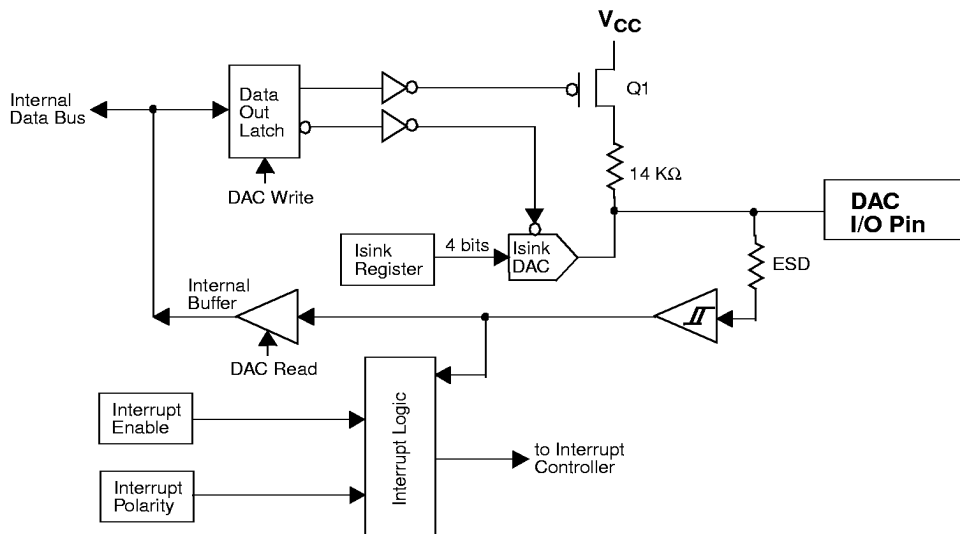 VCC
Q1
Internal
Data Bus
Data
Out
Latch
DAC Write
14 KΩ
DAC
I/O Pin
Isink
Register
4 bits
Isink
DAC
ESD
Internal
Buffer
DAC Read
Interrupt
Enable
Interrupt Logic
to Interrupt
Controller
Interrupt
Polarity